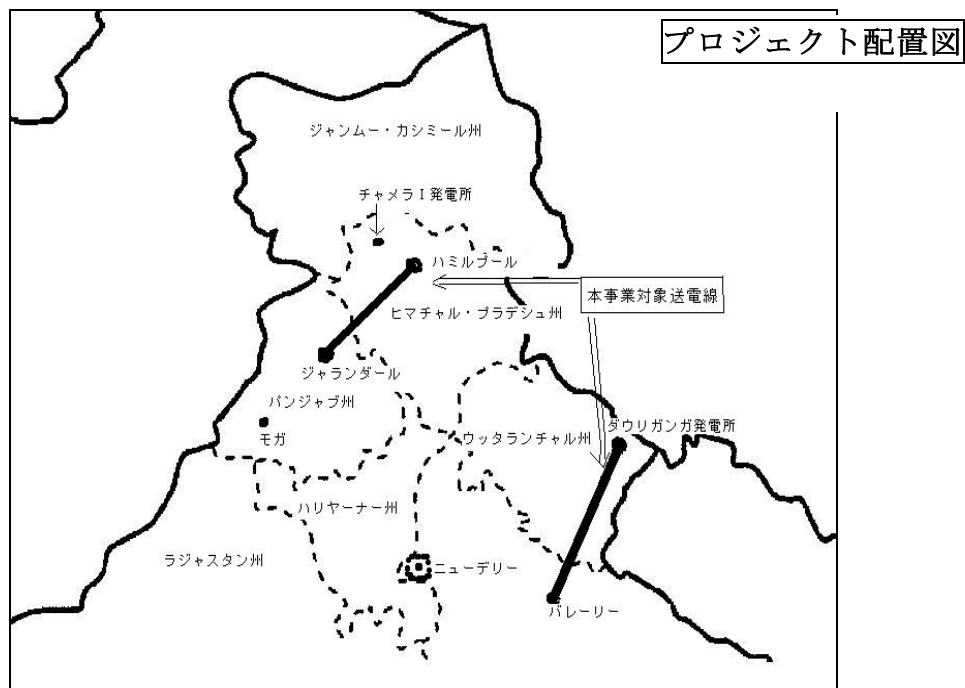 プロジェクト配置図
ジャンムー・カシミール州
チャメラⅠ発電所
ハミルプール
本事業対象送電線
ヒマチャル・プラデシュ州
ジャランダール
パンジャブ州
モガ
ウッタランチャル州
ダウリガンガ発電所
ハリヤーナー州
ラジャスタン州
ニューデリー
バレーリー